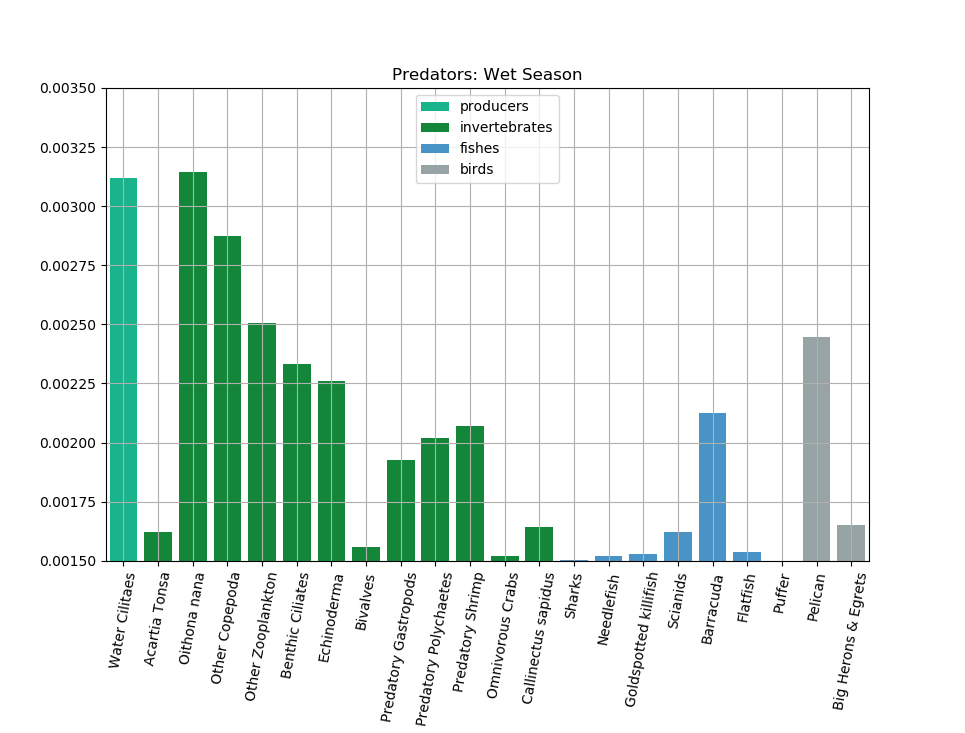 Predators: Wet Season
producers
invertebrates
fishes
birds
0.00350
0.00325
0.00300
0.00275
0.00250
0.00225
0.00200
0.00175
0.00150
Water Cilitaes
Acartia Tonsa
Oithona nana
Other Copepoda
Other Zooplankton
Benthic Ciliates
Echinoderma
Bivalves
Predatory Gastropods
Predatory Polychaetes
Predatory Shrimp
Omnivorous Crabs
Callinectus sapidus
Sharks
Needlefish
Goldspotted killifish
Scianids
Barracuda
Flatfish
Puffer
Pelican
Big Herons & Egrets